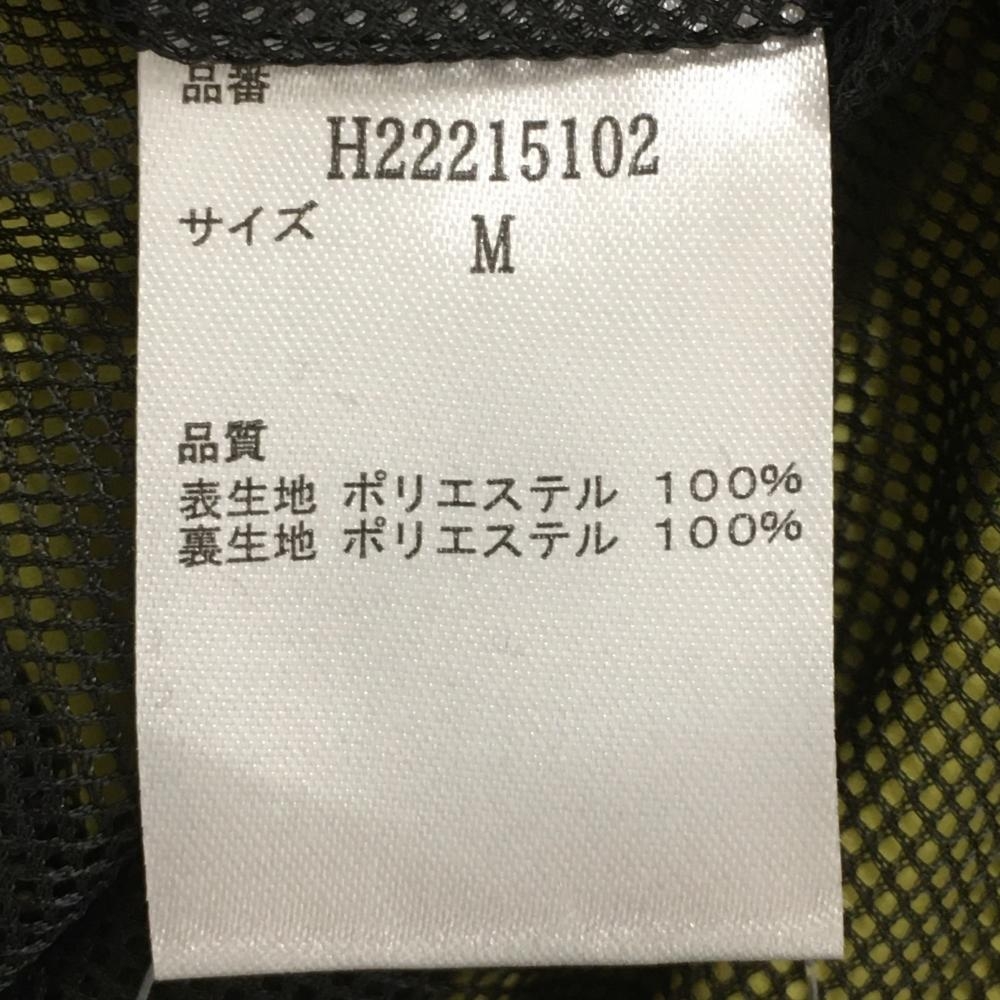 品番
H22215102
サイズ M
品質
表生地 ポリエステル 100%
裏生地 ポリエステル 100%